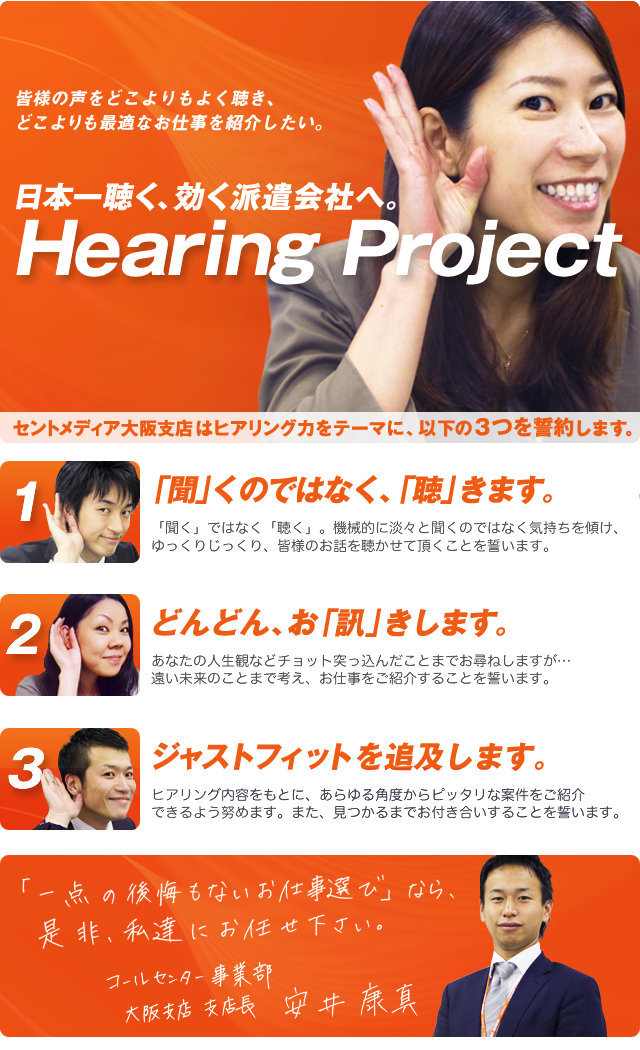 皆様の声をどこよりもよく聴き、
どこよりも最適なお仕事を紹介したい。
日本一聴く、効く派遣会社へ。
Hearing Project
セントメディア大阪支店はヒアリング力をテーマに、以下の3つを誓約します。
1
「聞」くのではなく、「聴」きます。
「聞く」ではなく「聴く」。機械的に淡々と聞くのではなく気持ちを傾け、
ゆっくりじっくり、皆様のお話を聴かせて頂くことを誓います。
2
どんどん、お「訊」きします。
あなたの人生観などチョット突っ込んだことまでお尋ねしますが…
遠い未来のことまで考え、お仕事をご紹介することを誓います。
3
ジャストフィットを追及します。
ヒアリング内容をもとに、あらゆる角度からピッタリな案件をご紹介
できるよう努めます。また、見つかるまでお付き合いすることを誓います。
「一点の後悔もないお仕事選び」なら、
是非、私達にお任せ下さい。
コールセンター事業部
大阪支店 支店長 安井康真